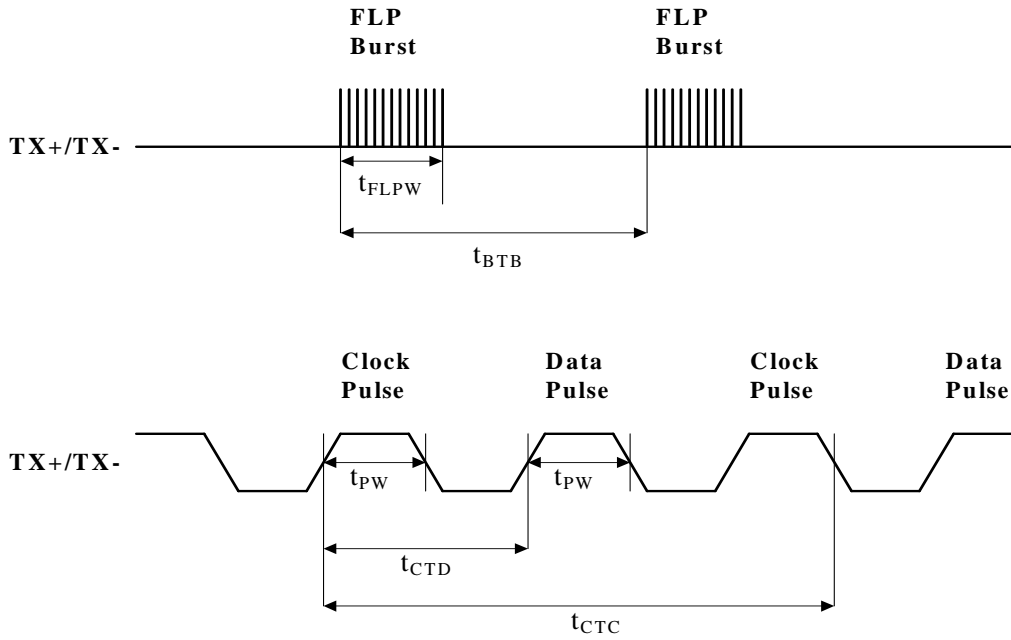 FLP Burst FLP Burst
TX+/TX-
tFLPW
tBTB
Clock Pulse Data Pulse Clock Pulse Data Pulse
TX+/TX-
tPW tPW
tCTD
tCTC